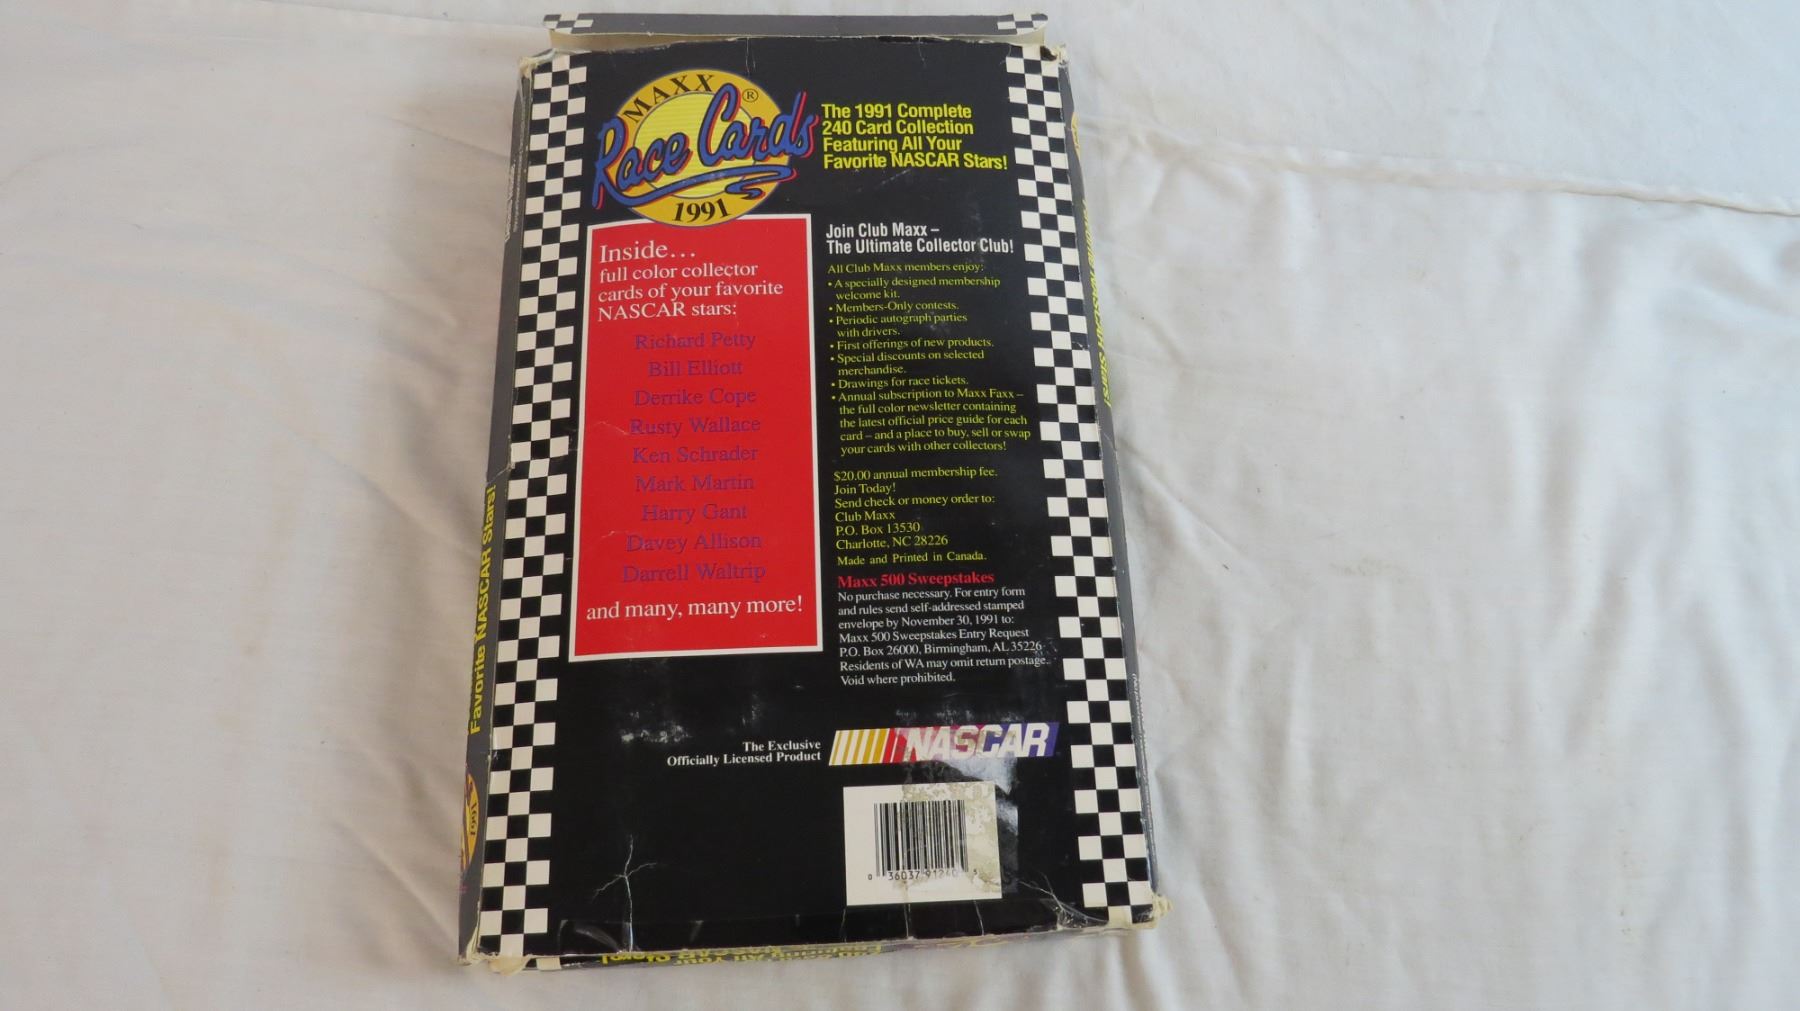 MAXX
®
Race Cards
1991
The 1991 Complete
240 Card Collection
Featuring All Your
Favorite NASCAR Stars!
Inside...
full color collector
cards of your favorite
NASCAR stars:
Richard Petty
Bill Elliott
Derrike Cope
Rusty Wallace
Ken Schrader
Mark Martin
Harry Gant
Davey Allison
Darrell Waltrip
and many, many more!
Join Club Maxx –
The Ultimate Collector Club!
All Club Maxx members enjoy:
• A specially designed membership
welcome kit.
• Members-Only contests.
• Periodic autograph parties
with drivers.
• First offerings of new products.
• Special discounts on selected
merchandise.
• Drawings for race tickets.
• Annual subscription to Maxx Faxx –
the full color newsletter containing
the latest official price guide for each
card – and a place to buy, sell or swap
your cards with other collectors!
$20.00 annual membership fee.
Join Today!
Send check or money order to:
Club Maxx
P.O. Box 13530
Charlotte, NC 28226
Made and Printed in Canada.
Maxx 500 Sweepstakes
No purchase necessary. For entry form
and rules send self-addressed stamped
envelope by November 30, 1991 to:
Maxx 500 Sweepstakes Entry Request
P.O. Box 26000, Birmingham, AL 35226
Residents of WA may omit return postage.
Void where prohibited.
The Exclusive
Officially Licensed Product
NASCAR
0 36037 91240 5
Favorite NASCAR Stars!
1991
Favorite NASCAR Stars!